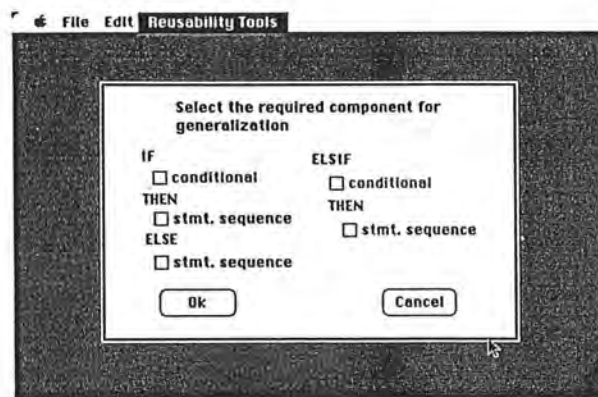 File Edit Reusability Tools
Select the required component for
generalization
IF
conditional
THEN
stmt. sequence
ELSE
stmt. sequence
ELSIF
conditional
THEN
stmt. sequence
Ok
Cancel